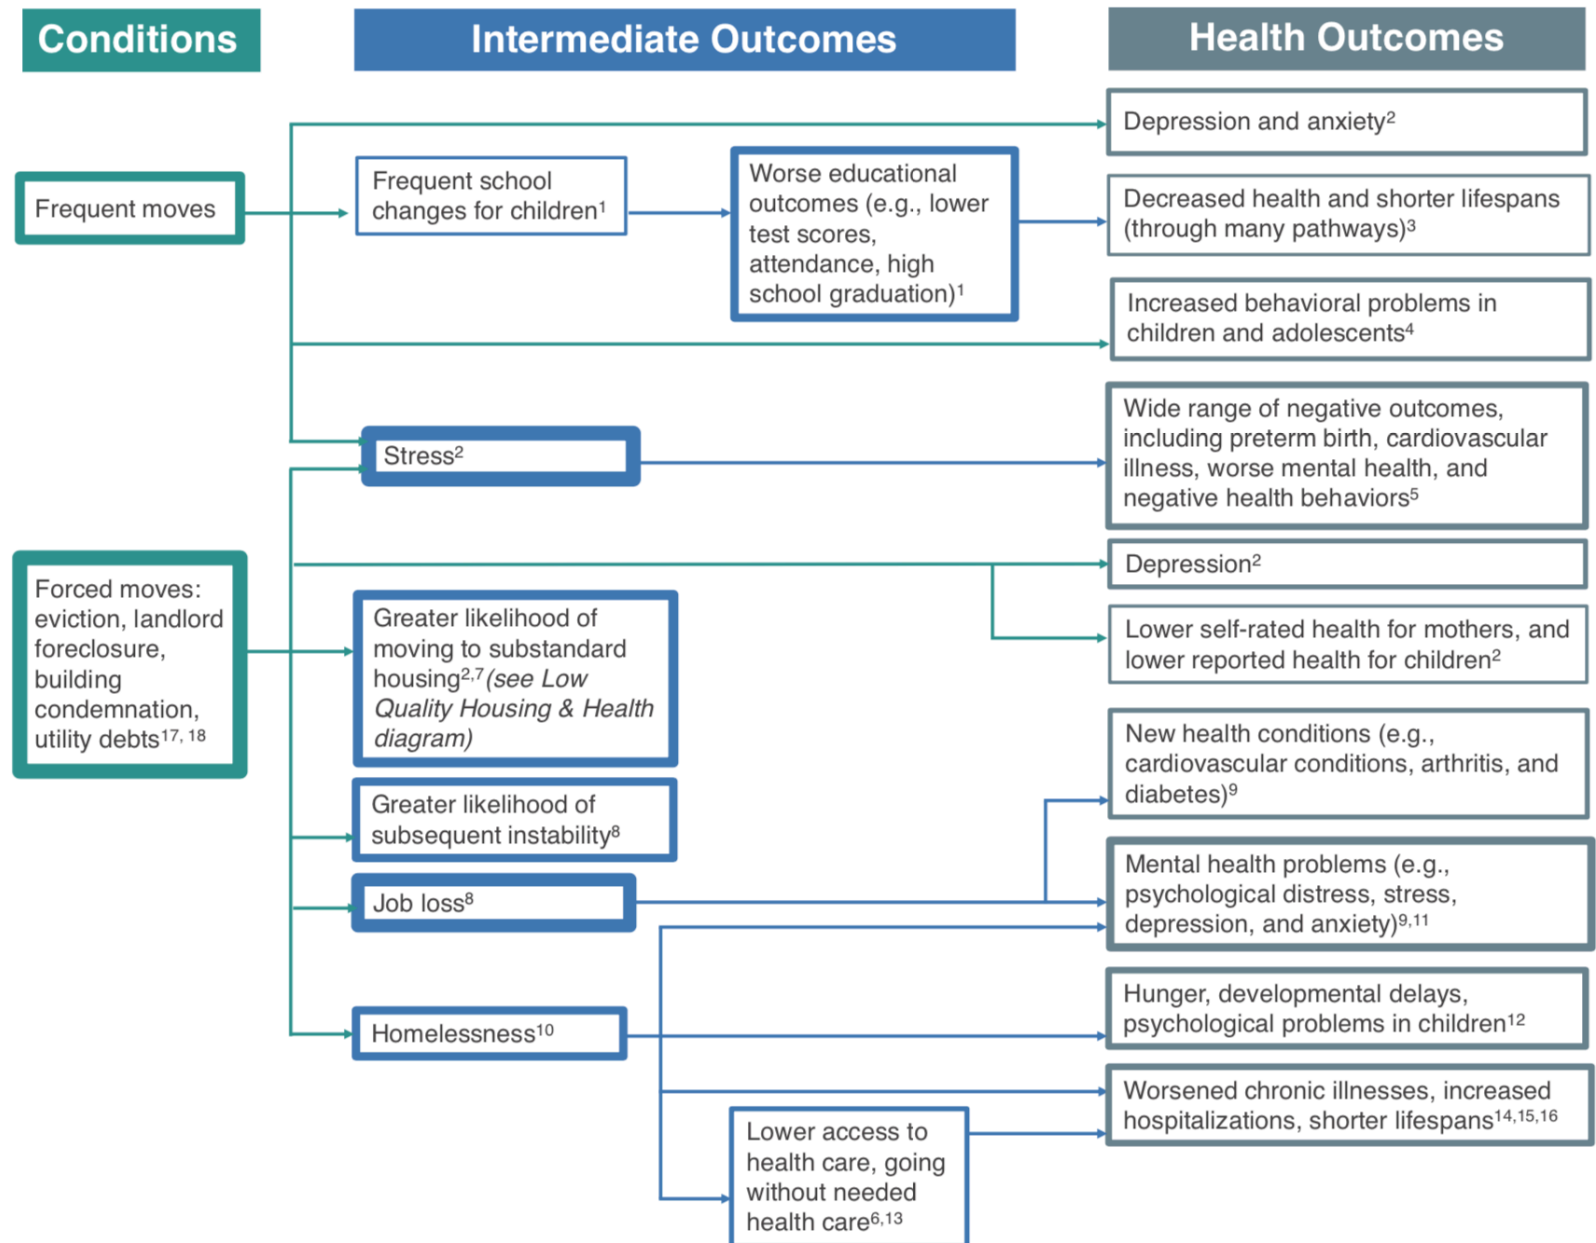 Conditions
Intermediate Outcomes
Health Outcomes
Frequent moves
Frequent school
changes for children¹
Worse educational
outcomes (e.g., lower
test scores,
attendance, high
school graduation)¹
Depression and anxiety²
Decreased health and shorter lifespans
(through many pathways)³
Increased behavioral problems in
children and adolescents⁴
Stress²
Wide range of negative outcomes,
including preterm birth, cardiovascular
illness, worse mental health, and
negative health behaviors⁵
Forced moves:
eviction, landlord
foreclosure,
building
condemnation,
utility debts¹⁷, ¹⁸
Greater likelihood of
moving to substandard
housing²,⁷(see Low
Quality Housing & Health
diagram)
Greater likelihood of
subsequent instability⁸
Job loss⁸
Homelessness¹⁰
Lower access to
health care, going
without needed
health care⁶,¹³
Depression²
Lower self-rated health for mothers, and
lower reported health for children²
New health conditions (e.g.,
cardiovascular conditions, arthritis, and
diabetes)⁹
Mental health problems (e.g.,
psychological distress, stress,
depression, and anxiety)⁹,¹¹
Hunger, developmental delays,
psychological problems in children¹²
Worsened chronic illnesses, increased
hospitalizations, shorter lifespans¹⁴,¹⁵,¹⁶